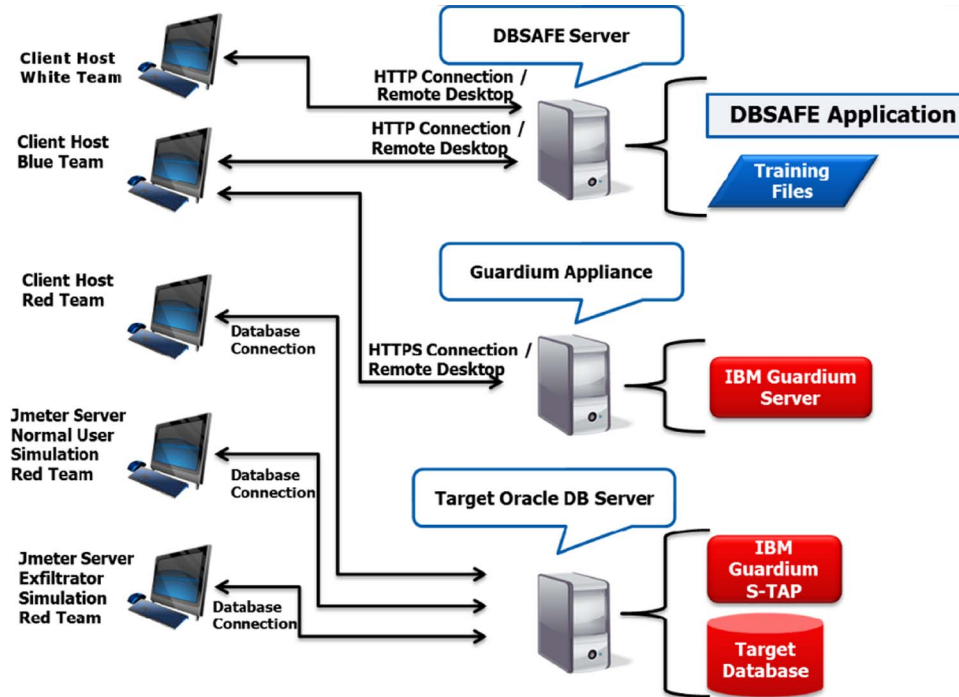 Client Host
White Team
Client Host
Blue Team
Client Host
Red Team
Jmeter Server
Normal User
Simulation
Red Team
Jmeter Server
Exfiltrator
Simulation
Red Team
HTTP Connection /
Remote Desktop
HTTP Connection /
Remote Desktop
HTTPS Connection /
Remote Desktop
Database
Connection
Database
Connection
Database
Connection
DBSAFE Server
DBSAFE Application
Training
Files
Guardium Appliance
IBM Guardium
Server
Target Oracle DB Server
IBM
Guardium
S-TAP
Target
Database